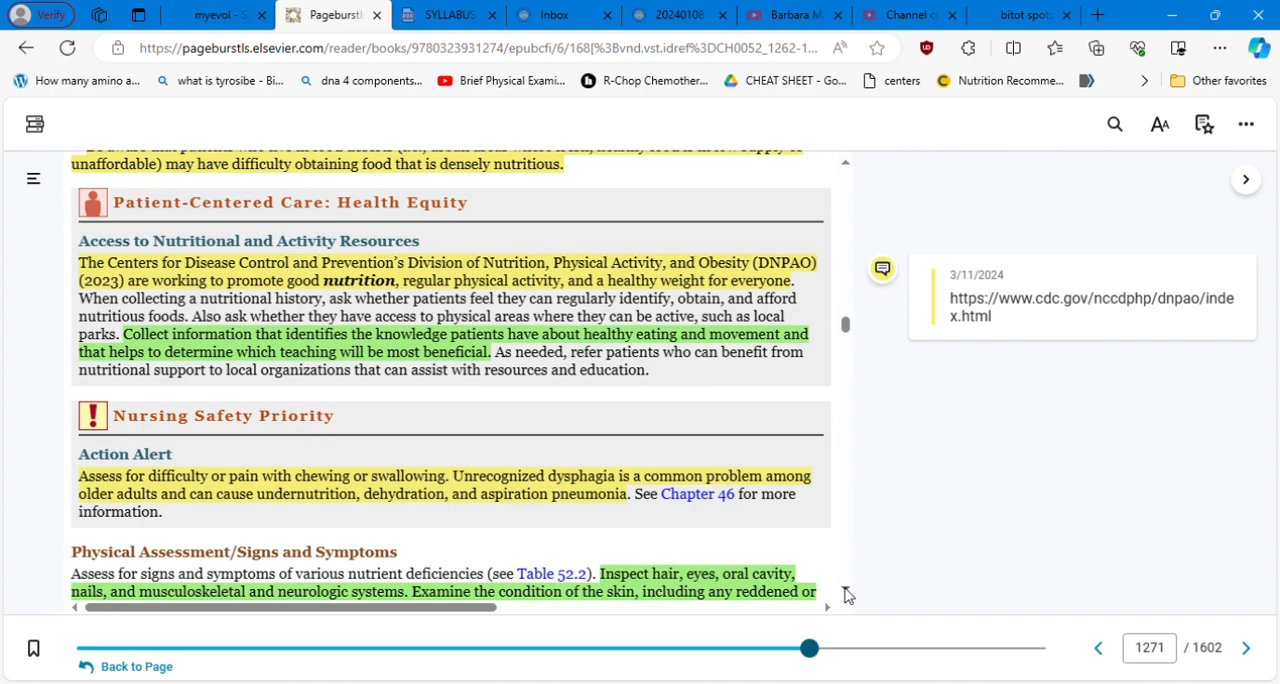 Verify
myevol - S
Pageburstl
SYLLABUS
Inbox
20240108
Barbara M
Channel c
bitot spots
https://pageburstls.elsevier.com/reader/books/9780323931274/epubcfi/6/168[%3Bvnd.vst.idref%3DCH0052_1262-1...
How many amino a...
what is tyrosibe - Bi...
dna 4 components...
Brief Physical Exami...
R-Chop Chemother...
CHEAT SHEET - Go...
centers
Nutrition Recomme...
Other favorites
unaffordable) may have difficulty obtaining food that is densely nutritious.
Patient-Centered Care: Health Equity
Access to Nutritional and Activity Resources
The Centers for Disease Control and Prevention's Division of Nutrition, Physical Activity, and Obesity (DNPAO)
(2023) are working to promote good nutrition, regular physical activity, and a healthy weight for everyone.
When collecting a nutritional history, ask whether patients feel they can regularly identify, obtain, and afford
nutritious foods. Also ask whether they have access to physical areas where they can be active, such as local
parks. Collect information that identifies the knowledge patients have about healthy eating and movement and
that helps to determine which teaching will be most beneficial. As needed, refer patients who can benefit from
nutritional support to local organizations that can assist with resources and education.
3/11/2024
https://www.cdc.gov/nccdphp/dnpao/inde
x.html
Nursing Safety Priority
Action Alert
Assess for difficulty or pain with chewing or swallowing. Unrecognized dysphagia is a common problem among
older adults and can cause undernutrition, dehydration, and aspiration pneumonia. See Chapter 46 for more
information.
Physical Assessment/Signs and Symptoms
Assess for signs and symptoms of various nutrient deficiencies (see Table 52.2). Inspect hair, eyes, oral cavity,
nails, and musculoskeletal and neurologic systems. Examine the condition of the skin, including any reddened or
1271 / 1602
Back to Page